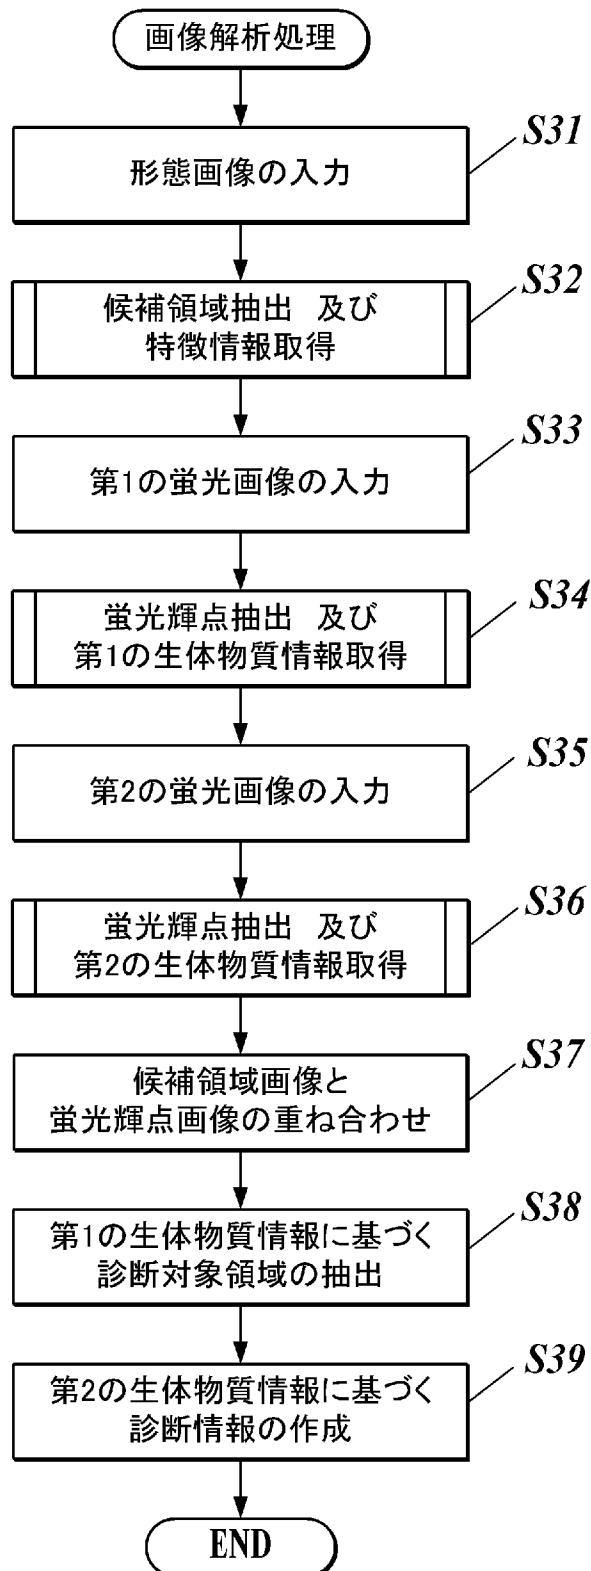 画像解析処理
S31
形態画像の入力
S32
候補領域抽出 及び
特徴情報取得
S33
第1の蛍光画像の入力
S34
蛍光輝点抽出 及び
第1の生体物質情報取得
S35
第2の蛍光画像の入力
S36
蛍光輝点抽出 及び
第2の生体物質情報取得
S37
候補領域画像と
蛍光輝点画像の重ね合わせ
S38
第1の生体物質情報に基づく
診断対象領域の抽出
S39
第2の生体物質情報に基づく
診断情報の作成
END